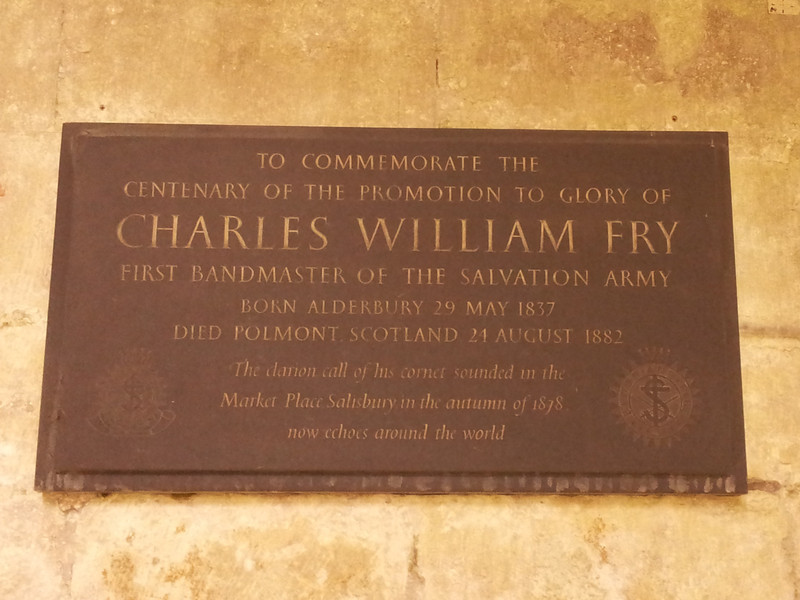 TO COMMEMORATE THE
CENTENARY OF THE PROMOTION TO GLORY OF
CHARLES WILLIAM FRY
FIRST BANDMASTER OF THE SALVATION ARMY
BORN ALDERBURY 29 MAY 1837
DIED POLMONT, SCOTLAND 24 AUGUST 1882
The clarion call of his cornet sounded in the
Market Place Salisbury in the autumn of 1878
now echoes around the world